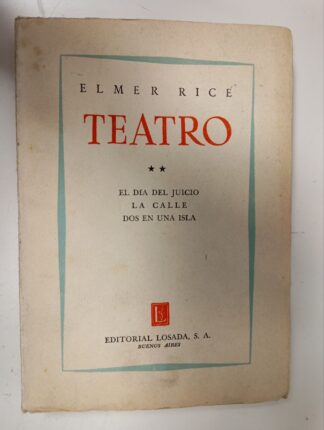 ELMER RICE
TEATRO
★ ★
EL DIA DEL JUICIO
LA CALLE
DOS EN UNA ISLA
EDITORIAL LOSADA, S. A.
BUENOS AIRES